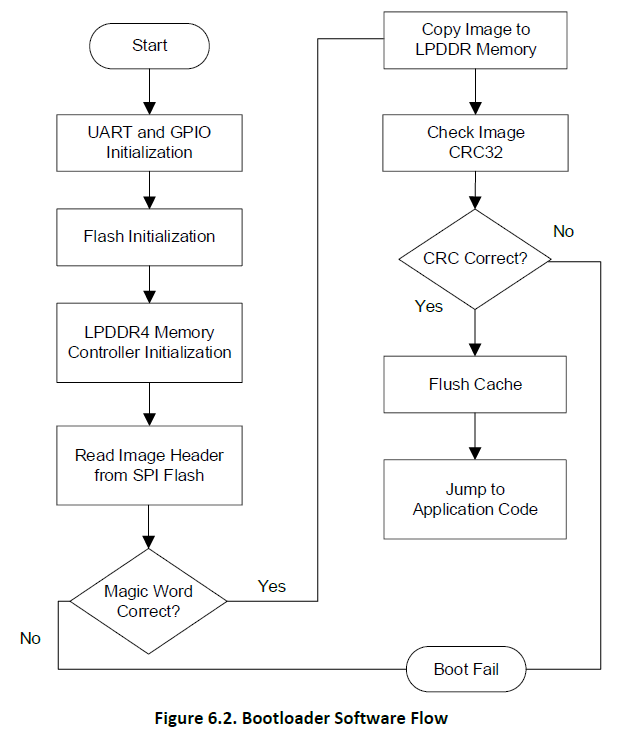 Start
UART and GPIO
Initialization
Flash Initialization
LPDDR4 Memory
Controller Initialization
Read Image Header
from SPI Flash
Magic Word
Correct?
Yes
No
Copy Image to
LPDDR Memory
Check Image
CRC32
CRC Correct?
No
Yes
Flush Cache
Jump to
Application Code
Boot Fail
Figure 6.2. Bootloader Software Flow